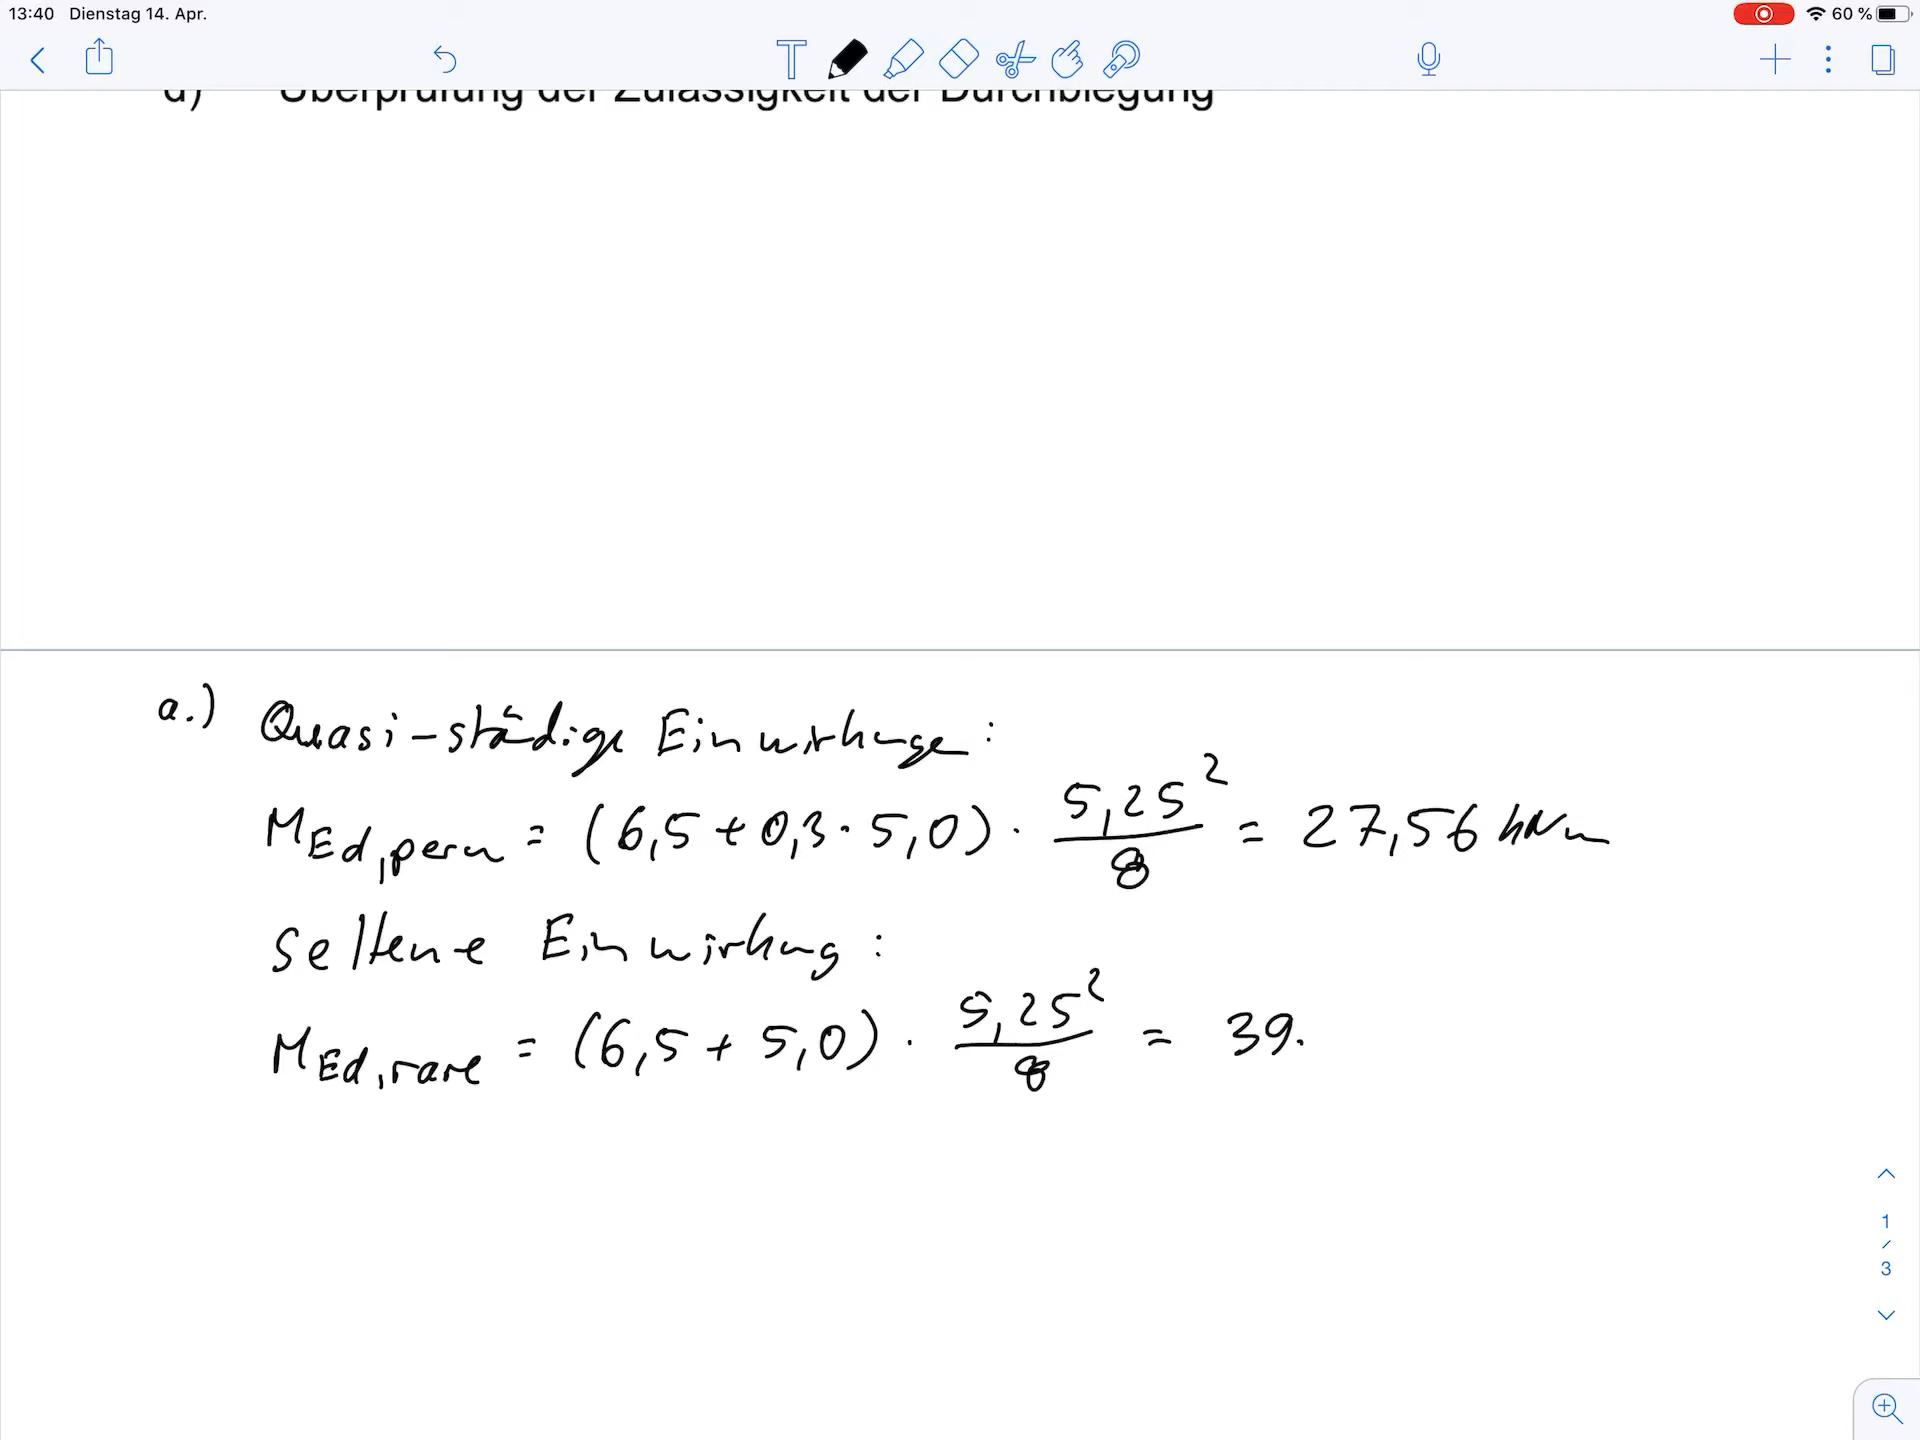 13:40 Dienstag 14. Apr.
60 %
T
d) Überprüfung der Zulässigkeit der Durchbiegung
a.) Quasi-städige Einwirkunge:
MEd,perm = (6,5 + 0,3 · 5,0) · 5,25² / 8 = 27,56 kNm
Seltene Einwirkung:
MEd,rare = (6,5 + 5,0) · 5,25² / 8 = 39.
1
/
3